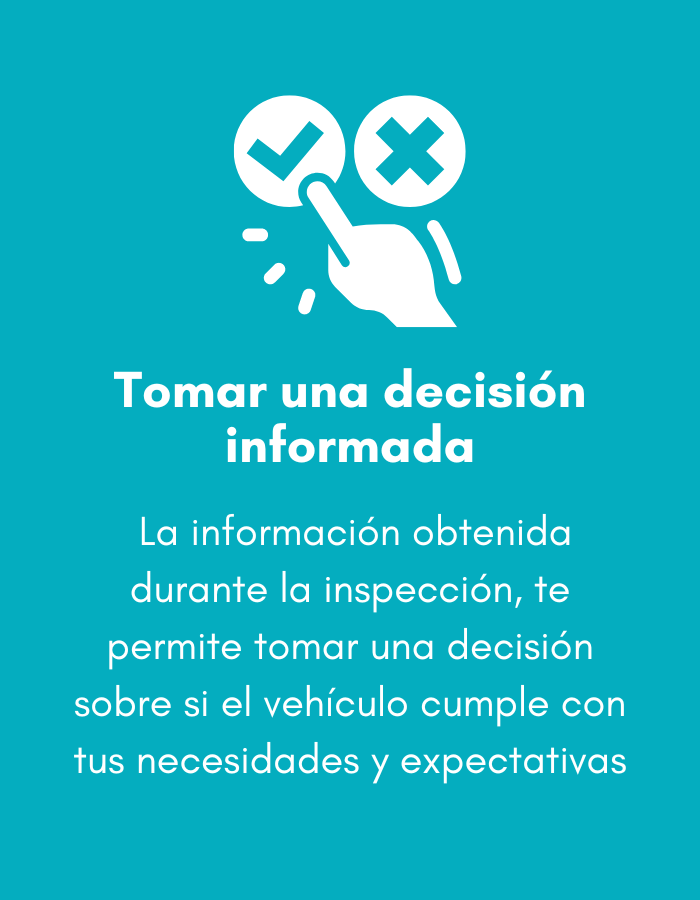 Tomar una decisión
informada
La información obtenida
durante la inspección, te
permite tomar una decisión
sobre si el vehículo cumple con
tus necesidades y expectativas